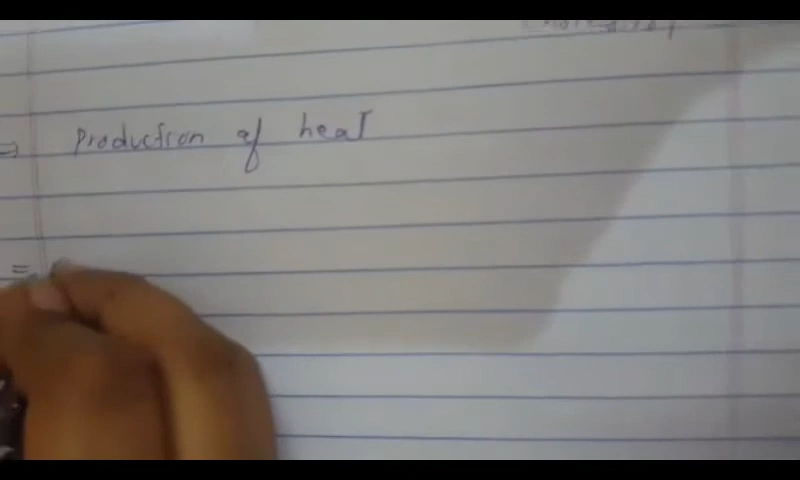 ⇒ Production of heat
=